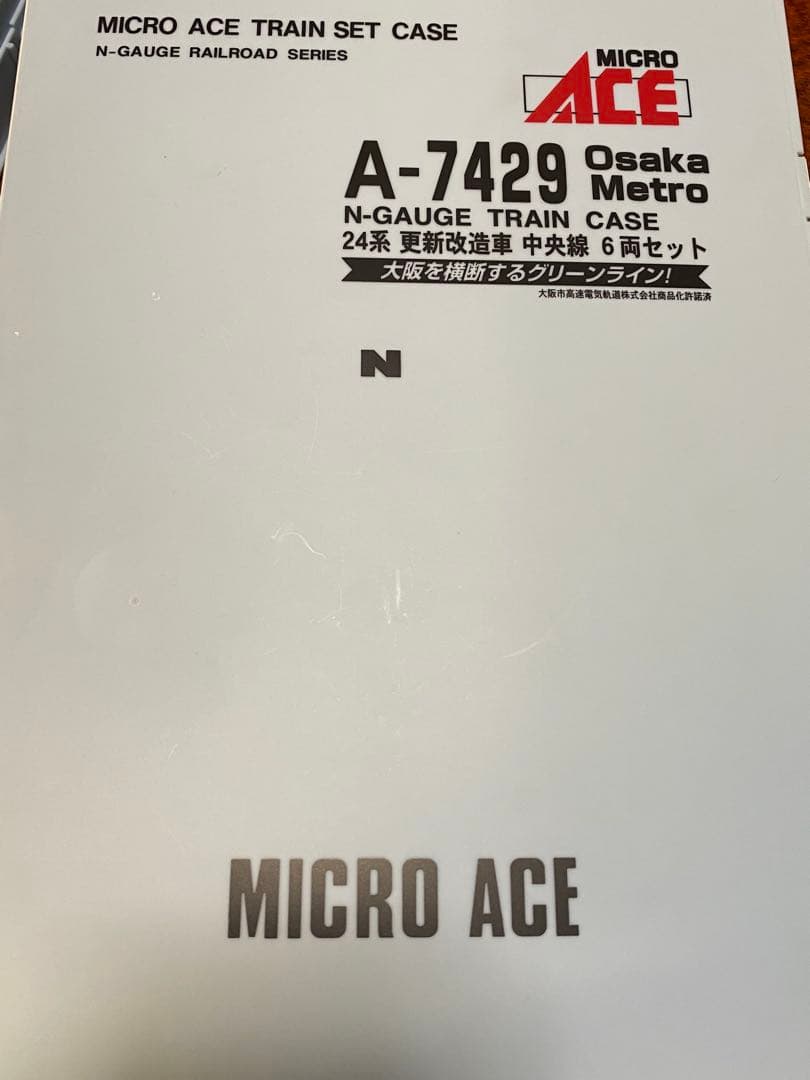 MICRO ACE TRAIN SET CASE
N-GAUGE RAILROAD SERIES
MICRO
ACE
A-7429 Osaka Metro
N-GAUGE TRAIN CASE
24系 更新改造車 中央線 6両セット
大阪を横断するグリーンライン!
大阪市高速電気軌道株式会社商品化許諾済
N
MICRO ACE